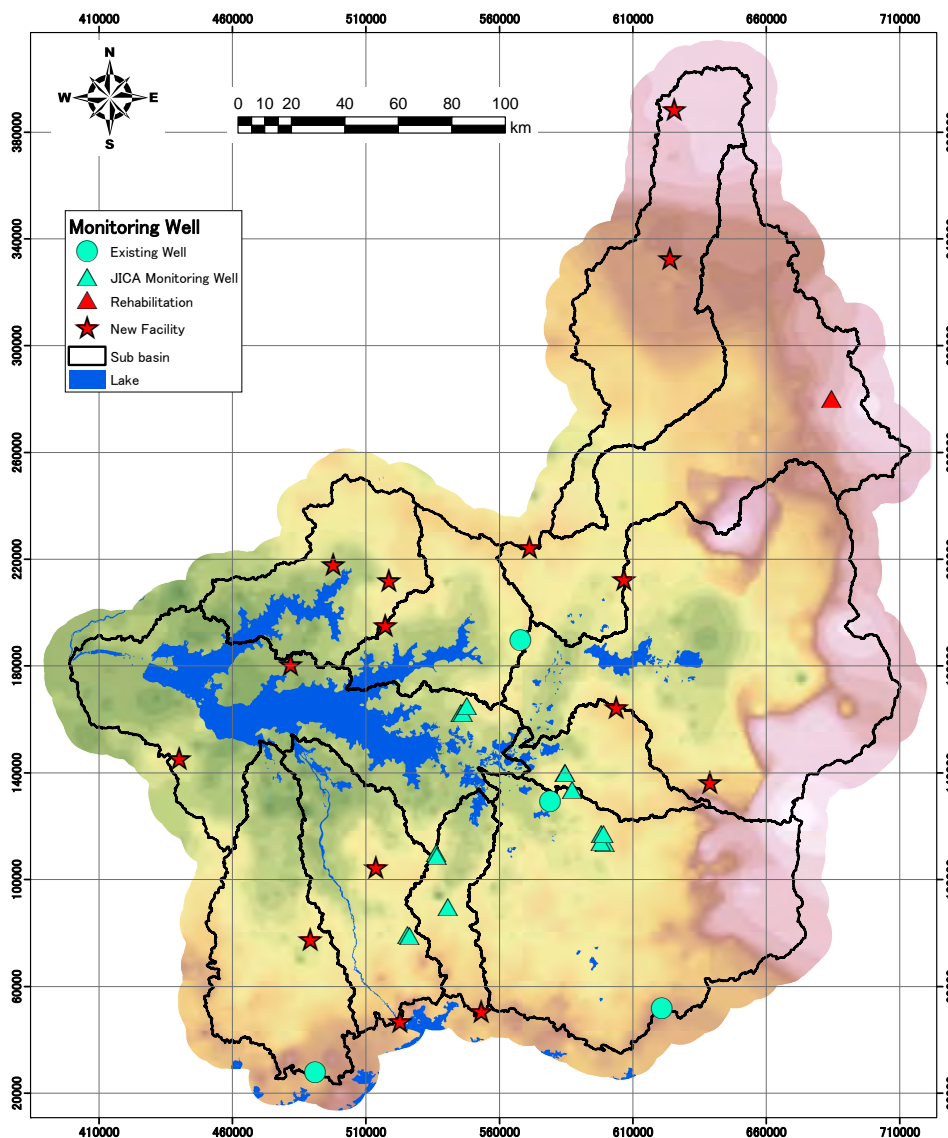 410000 460000 510000 560000 610000 660000 710000
N
W E
S
0 10 20 40 60 80 100
km
380000
340000
300000
260000
220000
180000
140000
100000
60000
20000
Monitoring Well
Existing Well
JICA Monitoring Well
Rehabilitation
New Facility
Sub basin
Lake
410000 460000 510000 560000 610000 660000 710000